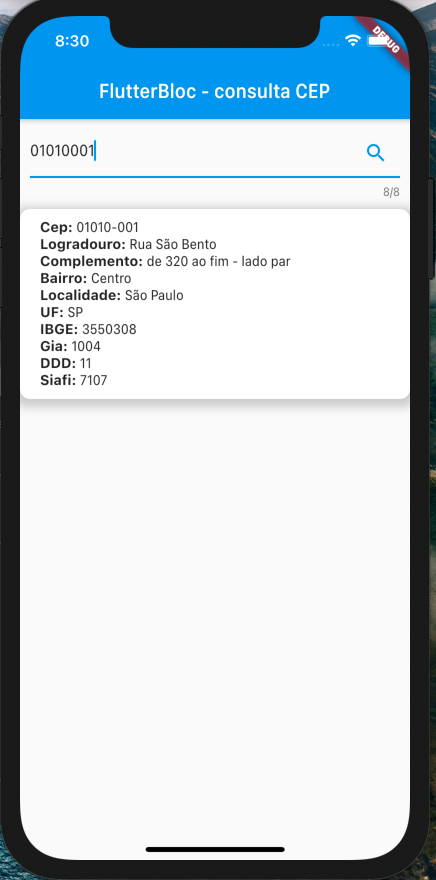 8:30
DEBUG
FlutterBloc - consulta CEP
01010001
8/8
Cep: 01010-001
Logradouro: Rua São Bento
Complemento: de 320 ao fim - lado par
Bairro: Centro
Localidade: São Paulo
UF: SP
IBGE: 3550308
Gia: 1004
DDD: 11
Siafi: 7107